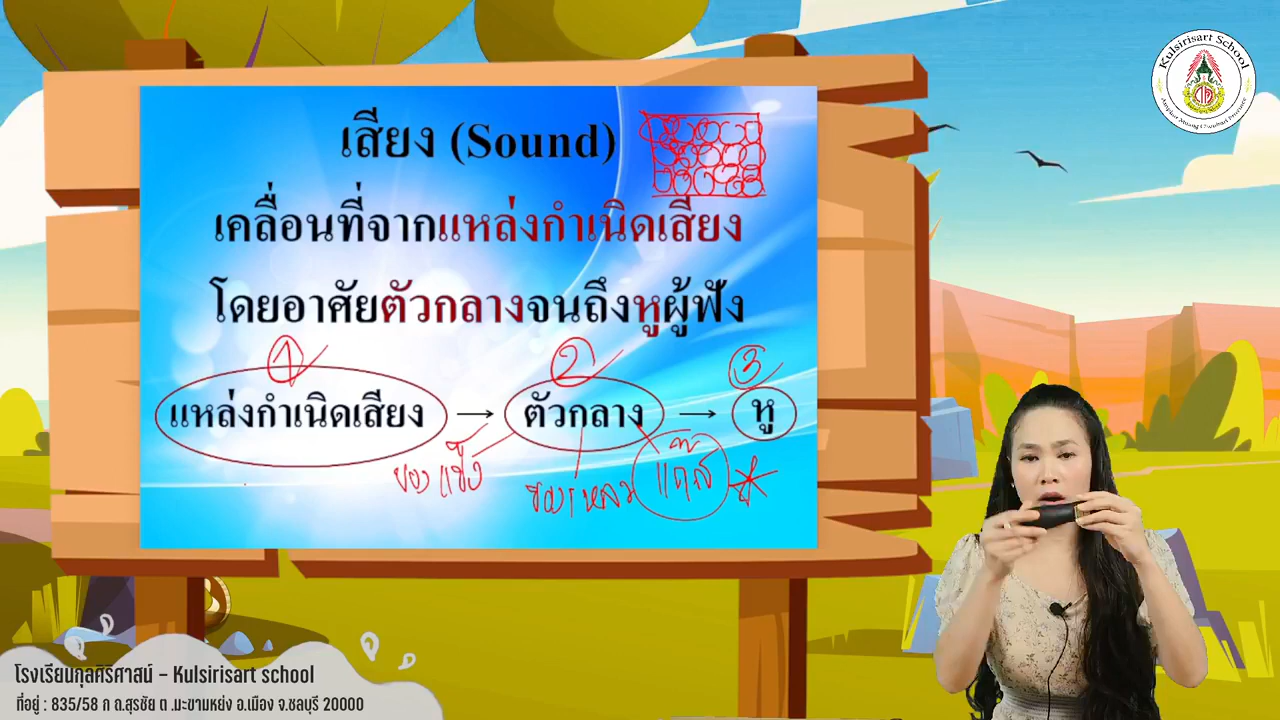 Kulsirisart School
เสียง (Sound)
เคลื่อนที่จากแหล่งกำเนิดเสียง
โดยอาศัยตัวกลางจนถึงหูผู้ฟัง
1 2 3
แหล่งกำเนิดเสียง → ตัวกลาง → หู
ของแข็ง ของเหลว แก๊ส
โรงเรียนกุลศิริศาสน์ - Kulsirisart school
ที่อยู่ : 835/58 ก ถ.สุรชัย ต .มะขามหย่ง อ.เมือง จ.ชลบุรี 20000